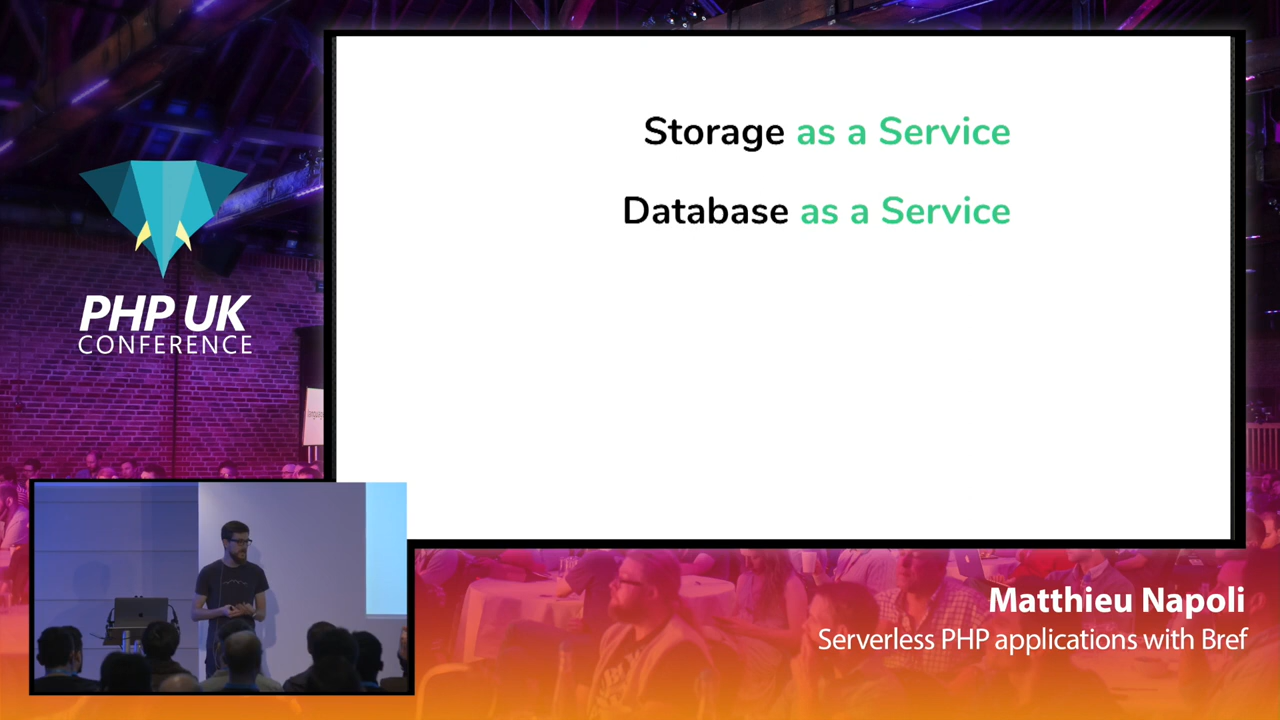 Storage as a Service
Database as a Service
PHP UK
CONFERENCE
Matthieu Napoli
Serverless PHP applications with Bref